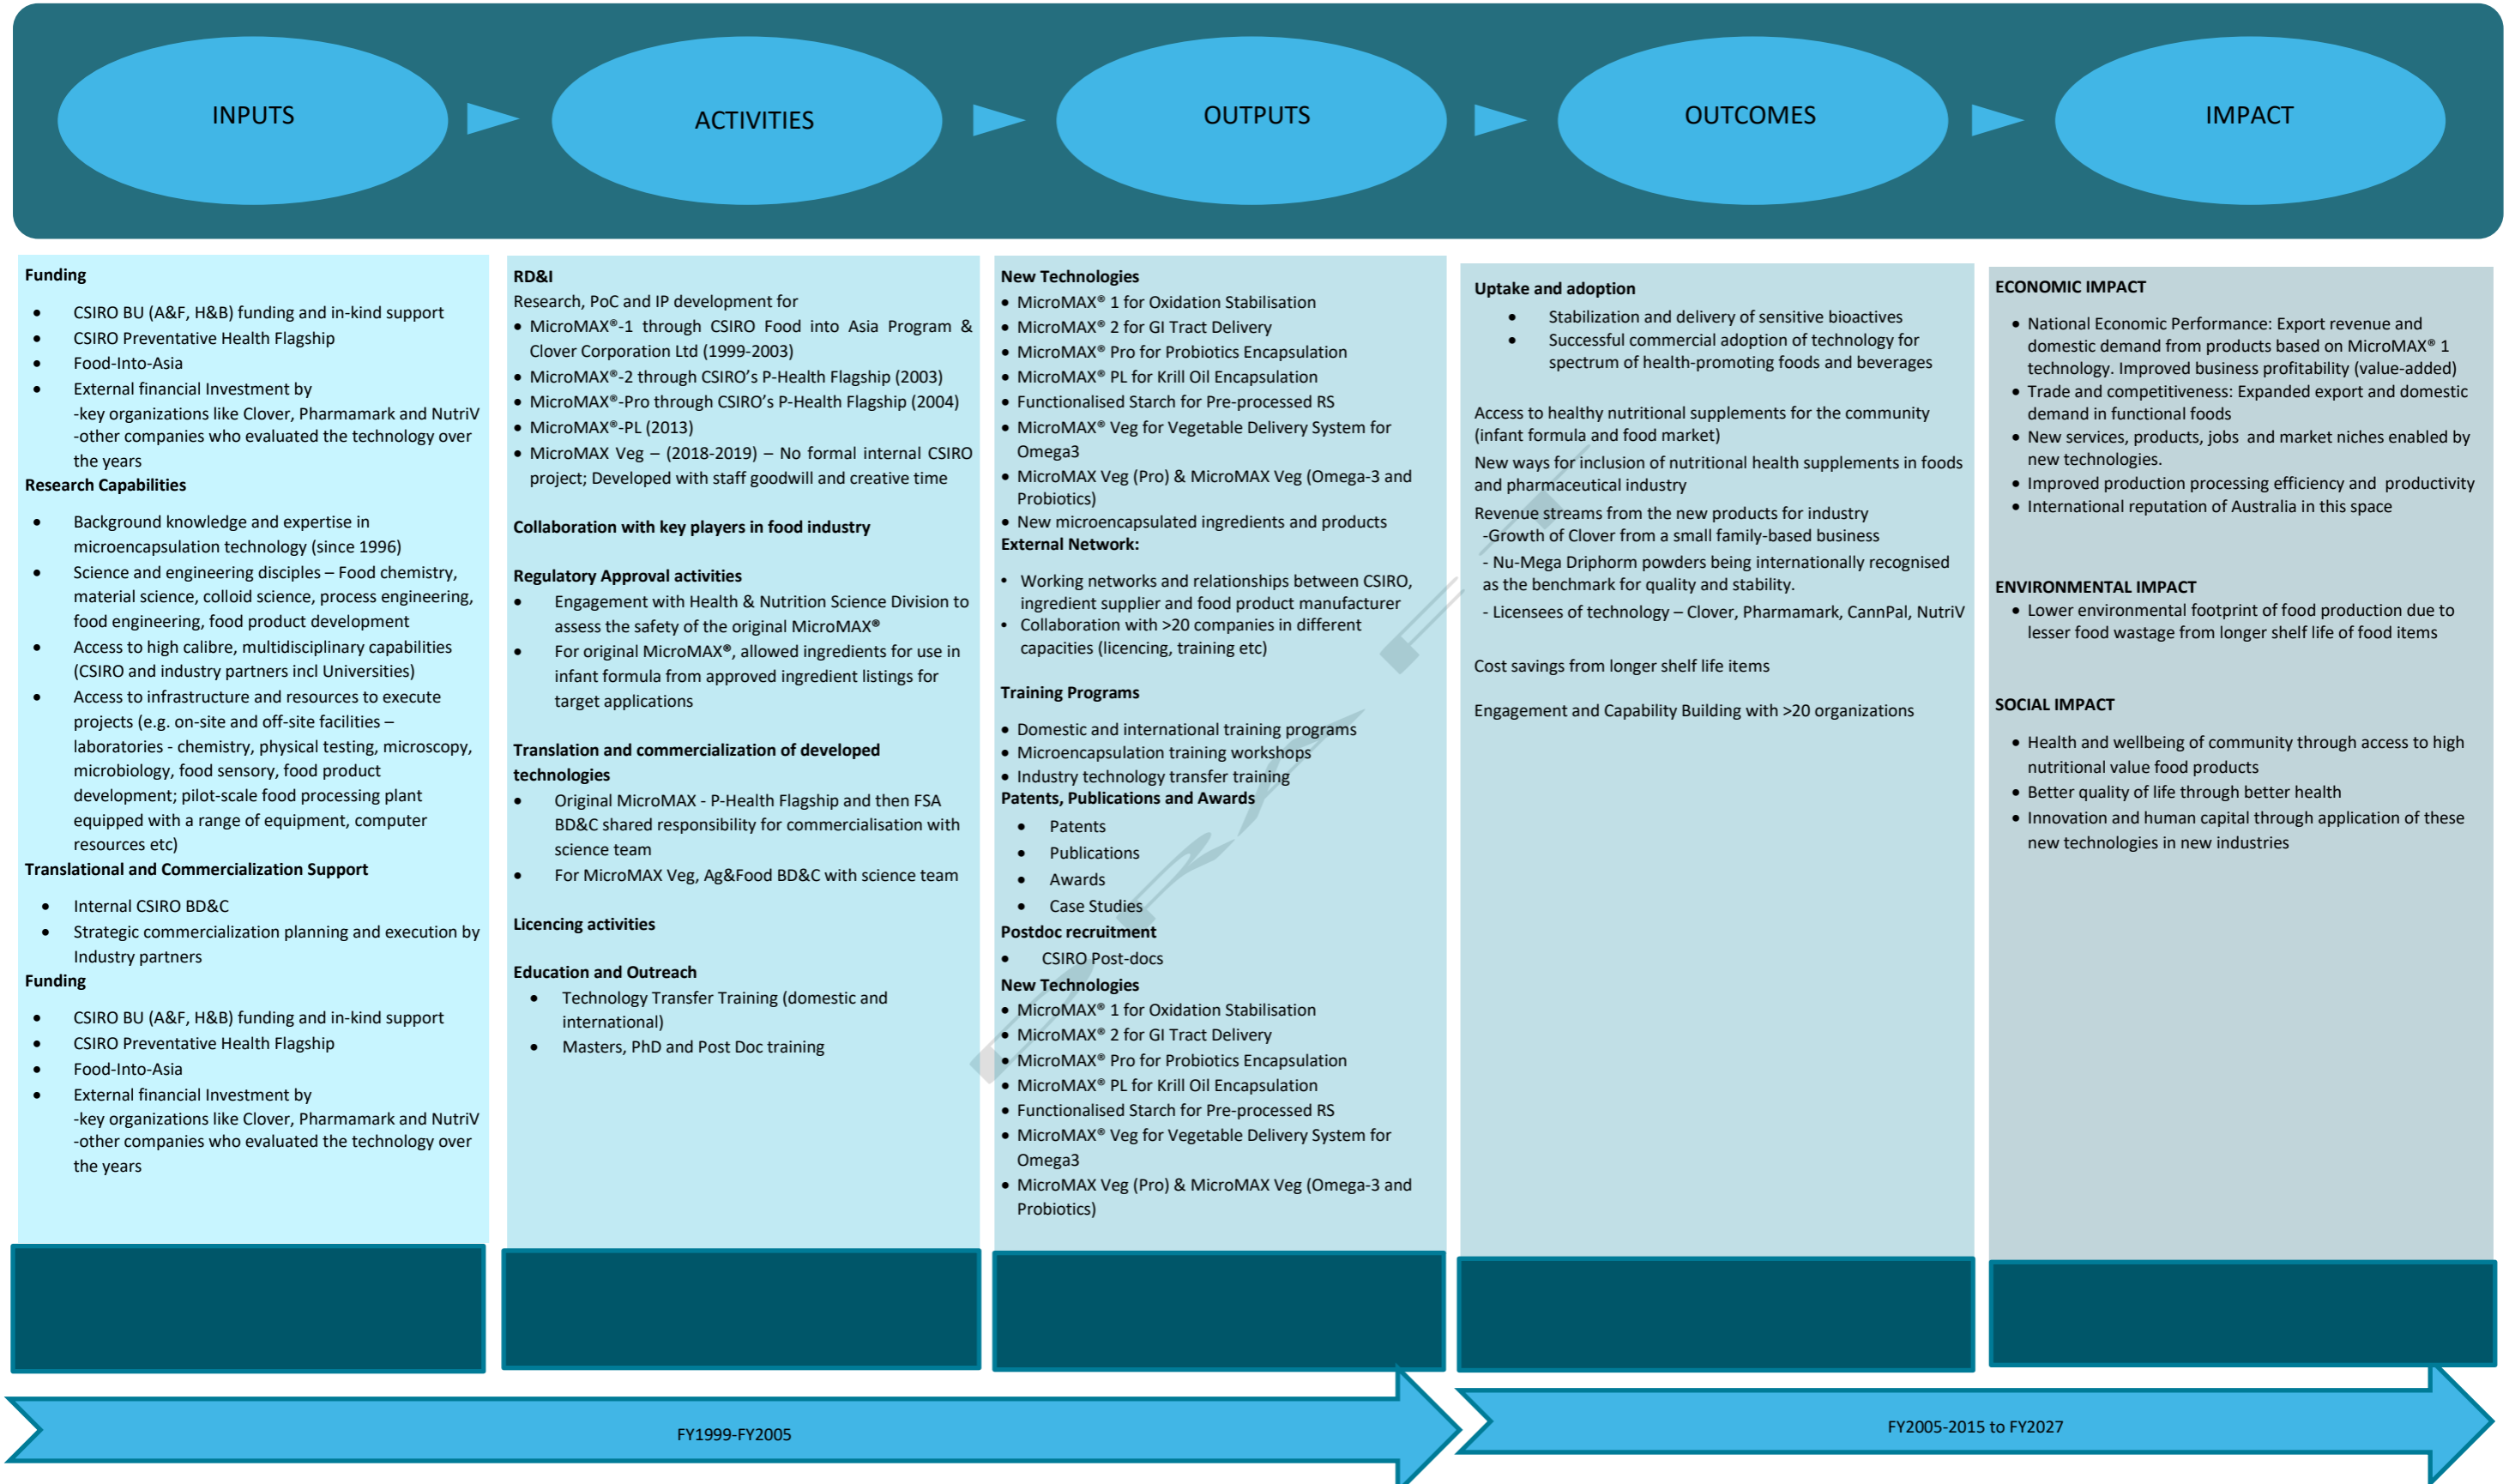 INPUTS
ACTIVITIES
OUTPUTS
OUTCOMES
IMPACT
Funding
• CSIRO BU (A&F, H&B) funding and in-kind support
• CSIRO Preventative Health Flagship
• Food-Into-Asia
• External financial Investment by
-key organizations like Clover, Pharmamark and NutriV
-other companies who evaluated the technology over
the years
Research Capabilities
• Background knowledge and expertise in
microencapsulation technology (since 1996)
• Science and engineering disciples – Food chemistry,
material science, colloid science, process engineering,
food engineering, food product development
• Access to high calibre, multidisciplinary capabilities
(CSIRO and industry partners incl Universities)
• Access to infrastructure and resources to execute
projects (e.g. on-site and off-site facilities –
laboratories - chemistry, physical testing, microscopy,
microbiology, food sensory, food product
development; pilot-scale food processing plant
equipped with a range of equipment, computer
resources etc)
Translational and Commercialization Support
• Internal CSIRO BD&C
• Strategic commercialization planning and execution by
Industry partners
Funding
• CSIRO BU (A&F, H&B) funding and in-kind support
• CSIRO Preventative Health Flagship
• Food-Into-Asia
• External financial Investment by
-key organizations like Clover, Pharmamark and NutriV
-other companies who evaluated the technology over
the years
RD&I
Research, PoC and IP development for
• MicroMAX®-1 through CSIRO Food into Asia Program &
Clover Corporation Ltd (1999-2003)
• MicroMAX®-2 through CSIRO’s P-Health Flagship (2003)
• MicroMAX®-Pro through CSIRO’s P-Health Flagship (2004)
• MicroMAX®-PL (2013)
• MicroMAX Veg – (2018-2019) – No formal internal CSIRO
project; Developed with staff goodwill and creative time
Collaboration with key players in food industry
Regulatory Approval activities
• Engagement with Health & Nutrition Science Division to
assess the safety of the original MicroMAX®
• For original MicroMAX®, allowed ingredients for use in
infant formula from approved ingredient listings for
target applications
Translation and commercialization of developed
technologies
• Original MicroMAX - P-Health Flagship and then FSA
BD&C shared responsibility for commercialisation with
science team
• For MicroMAX Veg, Ag&Food BD&C with science team
Licencing activities
Education and Outreach
• Technology Transfer Training (domestic and
international)
• Masters, PhD and Post Doc training
New Technologies
• MicroMAX® 1 for Oxidation Stabilisation
• MicroMAX® 2 for GI Tract Delivery
• MicroMAX® Pro for Probiotics Encapsulation
• MicroMAX® PL for Krill Oil Encapsulation
• Functionalised Starch for Pre-processed RS
• MicroMAX® Veg for Vegetable Delivery System for
Omega3
• MicroMAX Veg (Pro) & MicroMAX Veg (Omega-3 and
Probiotics)
• New microencapsulated ingredients and products
External Network:
• Working networks and relationships between CSIRO,
ingredient supplier and food product manufacturer
• Collaboration with >20 companies in different
capacities (licencing, training etc)
Training Programs
• Domestic and international training programs
• Microencapsulation training workshops
• Industry technology transfer training
Patents, Publications and Awards
• Patents
• Publications
• Awards
• Case Studies
Postdoc recruitment
• CSIRO Post-docs
New Technologies
• MicroMAX® 1 for Oxidation Stabilisation
• MicroMAX® 2 for GI Tract Delivery
• MicroMAX® Pro for Probiotics Encapsulation
• MicroMAX® PL for Krill Oil Encapsulation
• Functionalised Starch for Pre-processed RS
• MicroMAX® Veg for Vegetable Delivery System for
Omega3
• MicroMAX Veg (Pro) & MicroMAX Veg (Omega-3 and
Probiotics)
Uptake and adoption
• Stabilization and delivery of sensitive bioactives
• Successful commercial adoption of technology for
spectrum of health-promoting foods and beverages
Access to healthy nutritional supplements for the community
(infant formula and food market)
New ways for inclusion of nutritional health supplements in foods
and pharmaceutical industry
Revenue streams from the new products for industry
-Growth of Clover from a small family-based business
- Nu-Mega Driphorm powders being internationally recognised
as the benchmark for quality and stability.
- Licensees of technology – Clover, Pharmamark, CannPal, NutriV
Cost savings from longer shelf life items
Engagement and Capability Building with >20 organizations
ECONOMIC IMPACT
• National Economic Performance: Export revenue and
domestic demand from products based on MicroMAX® 1
technology. Improved business profitability (value-added)
• Trade and competitiveness: Expanded export and domestic
demand in functional foods
• New services, products, jobs and market niches enabled by
new technologies.
• Improved production processing efficiency and productivity
• International reputation of Australia in this space
ENVIRONMENTAL IMPACT
• Lower environmental footprint of food production due to
lesser food wastage from longer shelf life of food items
SOCIAL IMPACT
• Health and wellbeing of community through access to high
nutritional value food products
• Better quality of life through better health
• Innovation and human capital through application of these
new technologies in new industries
FY1999-FY2005
FY2005-2015 to FY2027